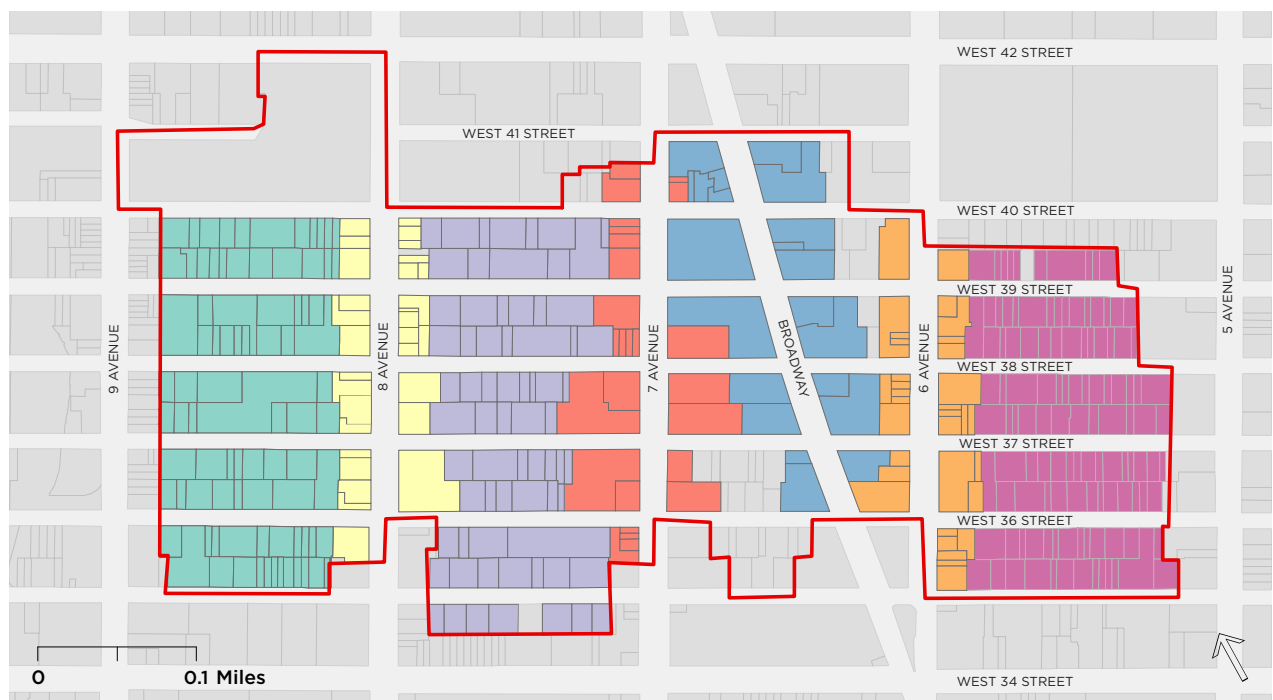 WEST 42 STREET
WEST 41 STREET
WEST 40 STREET
WEST 39 STREET
WEST 38 STREET
WEST 37 STREET
WEST 36 STREET
WEST 34 STREET
9 AVENUE
8 AVENUE
7 AVENUE
BROADWAY
6 AVENUE
5 AVENUE
0 0.1 Miles